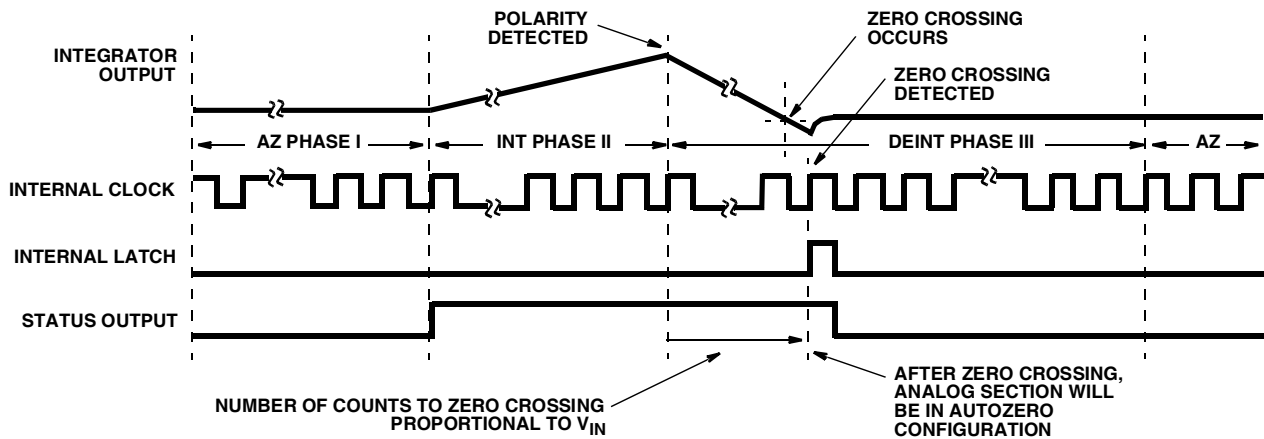 POLARITY
DETECTED
ZERO CROSSING
OCCURS
INTEGRATOR
OUTPUT
ZERO CROSSING
DETECTED
AZ PHASE I
INT PHASE II
DEINT PHASE III
AZ
INTERNAL CLOCK
INTERNAL LATCH
STATUS OUTPUT
NUMBER OF COUNTS TO ZERO CROSSING
PROPORTIONAL TO VIN
AFTER ZERO CROSSING,
ANALOG SECTION WILL
BE IN AUTOZERO
CONFIGURATION